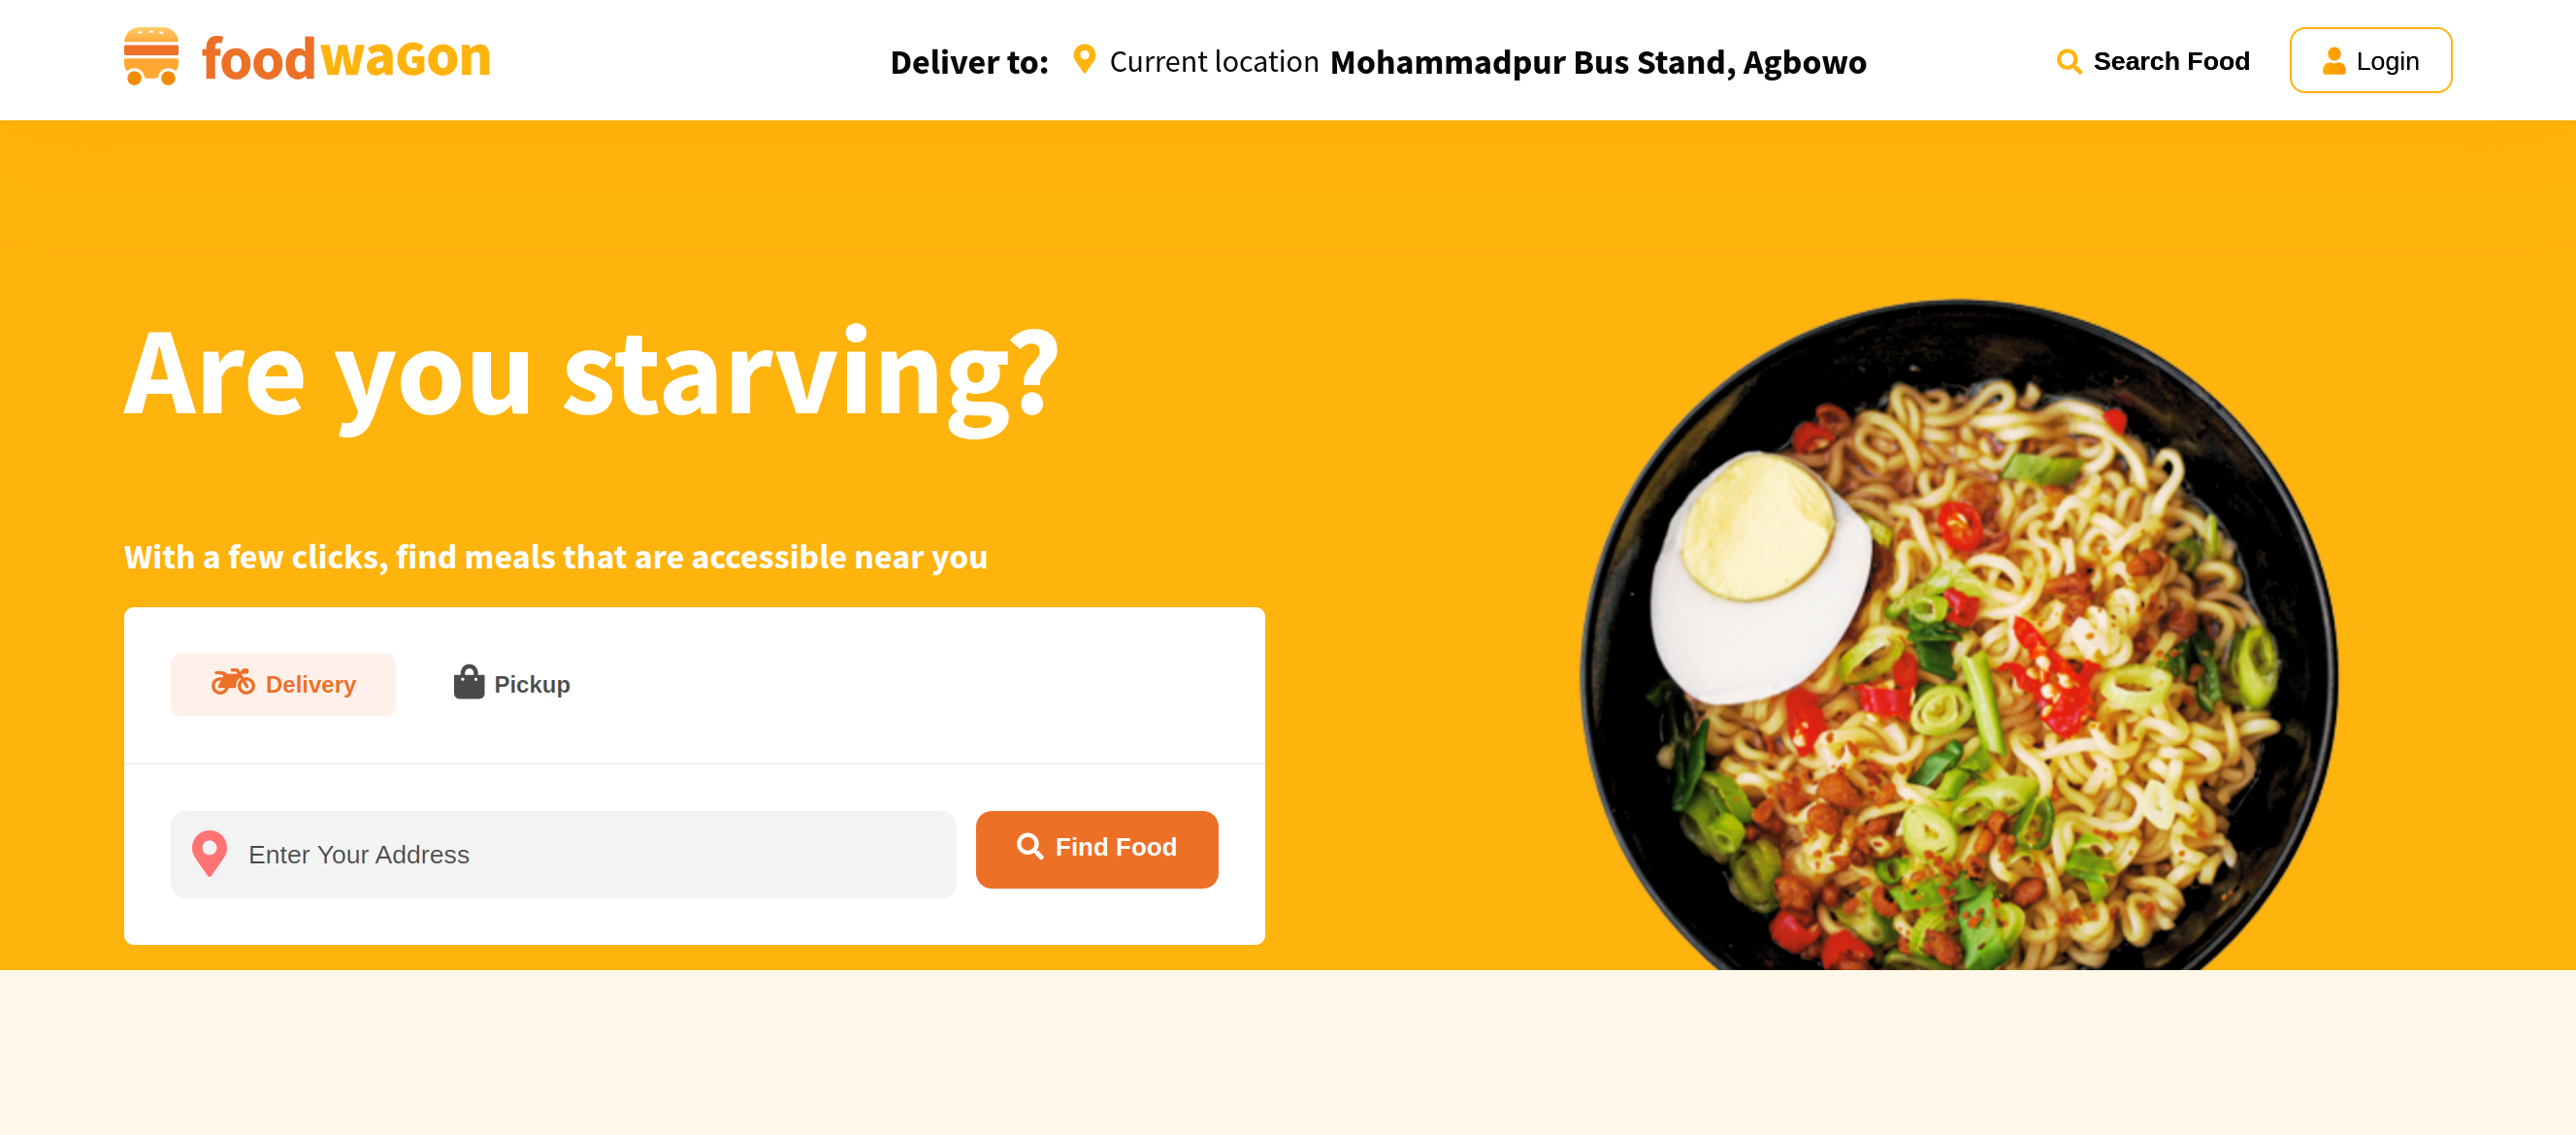 foodwaGon
Deliver to: Current location Mohammadpur Bus Stand, Agbowo
Search Food
Login
Are you starving?
With a few clicks, find meals that are accessible near you
Delivery
Pickup
Enter Your Address
Find Food